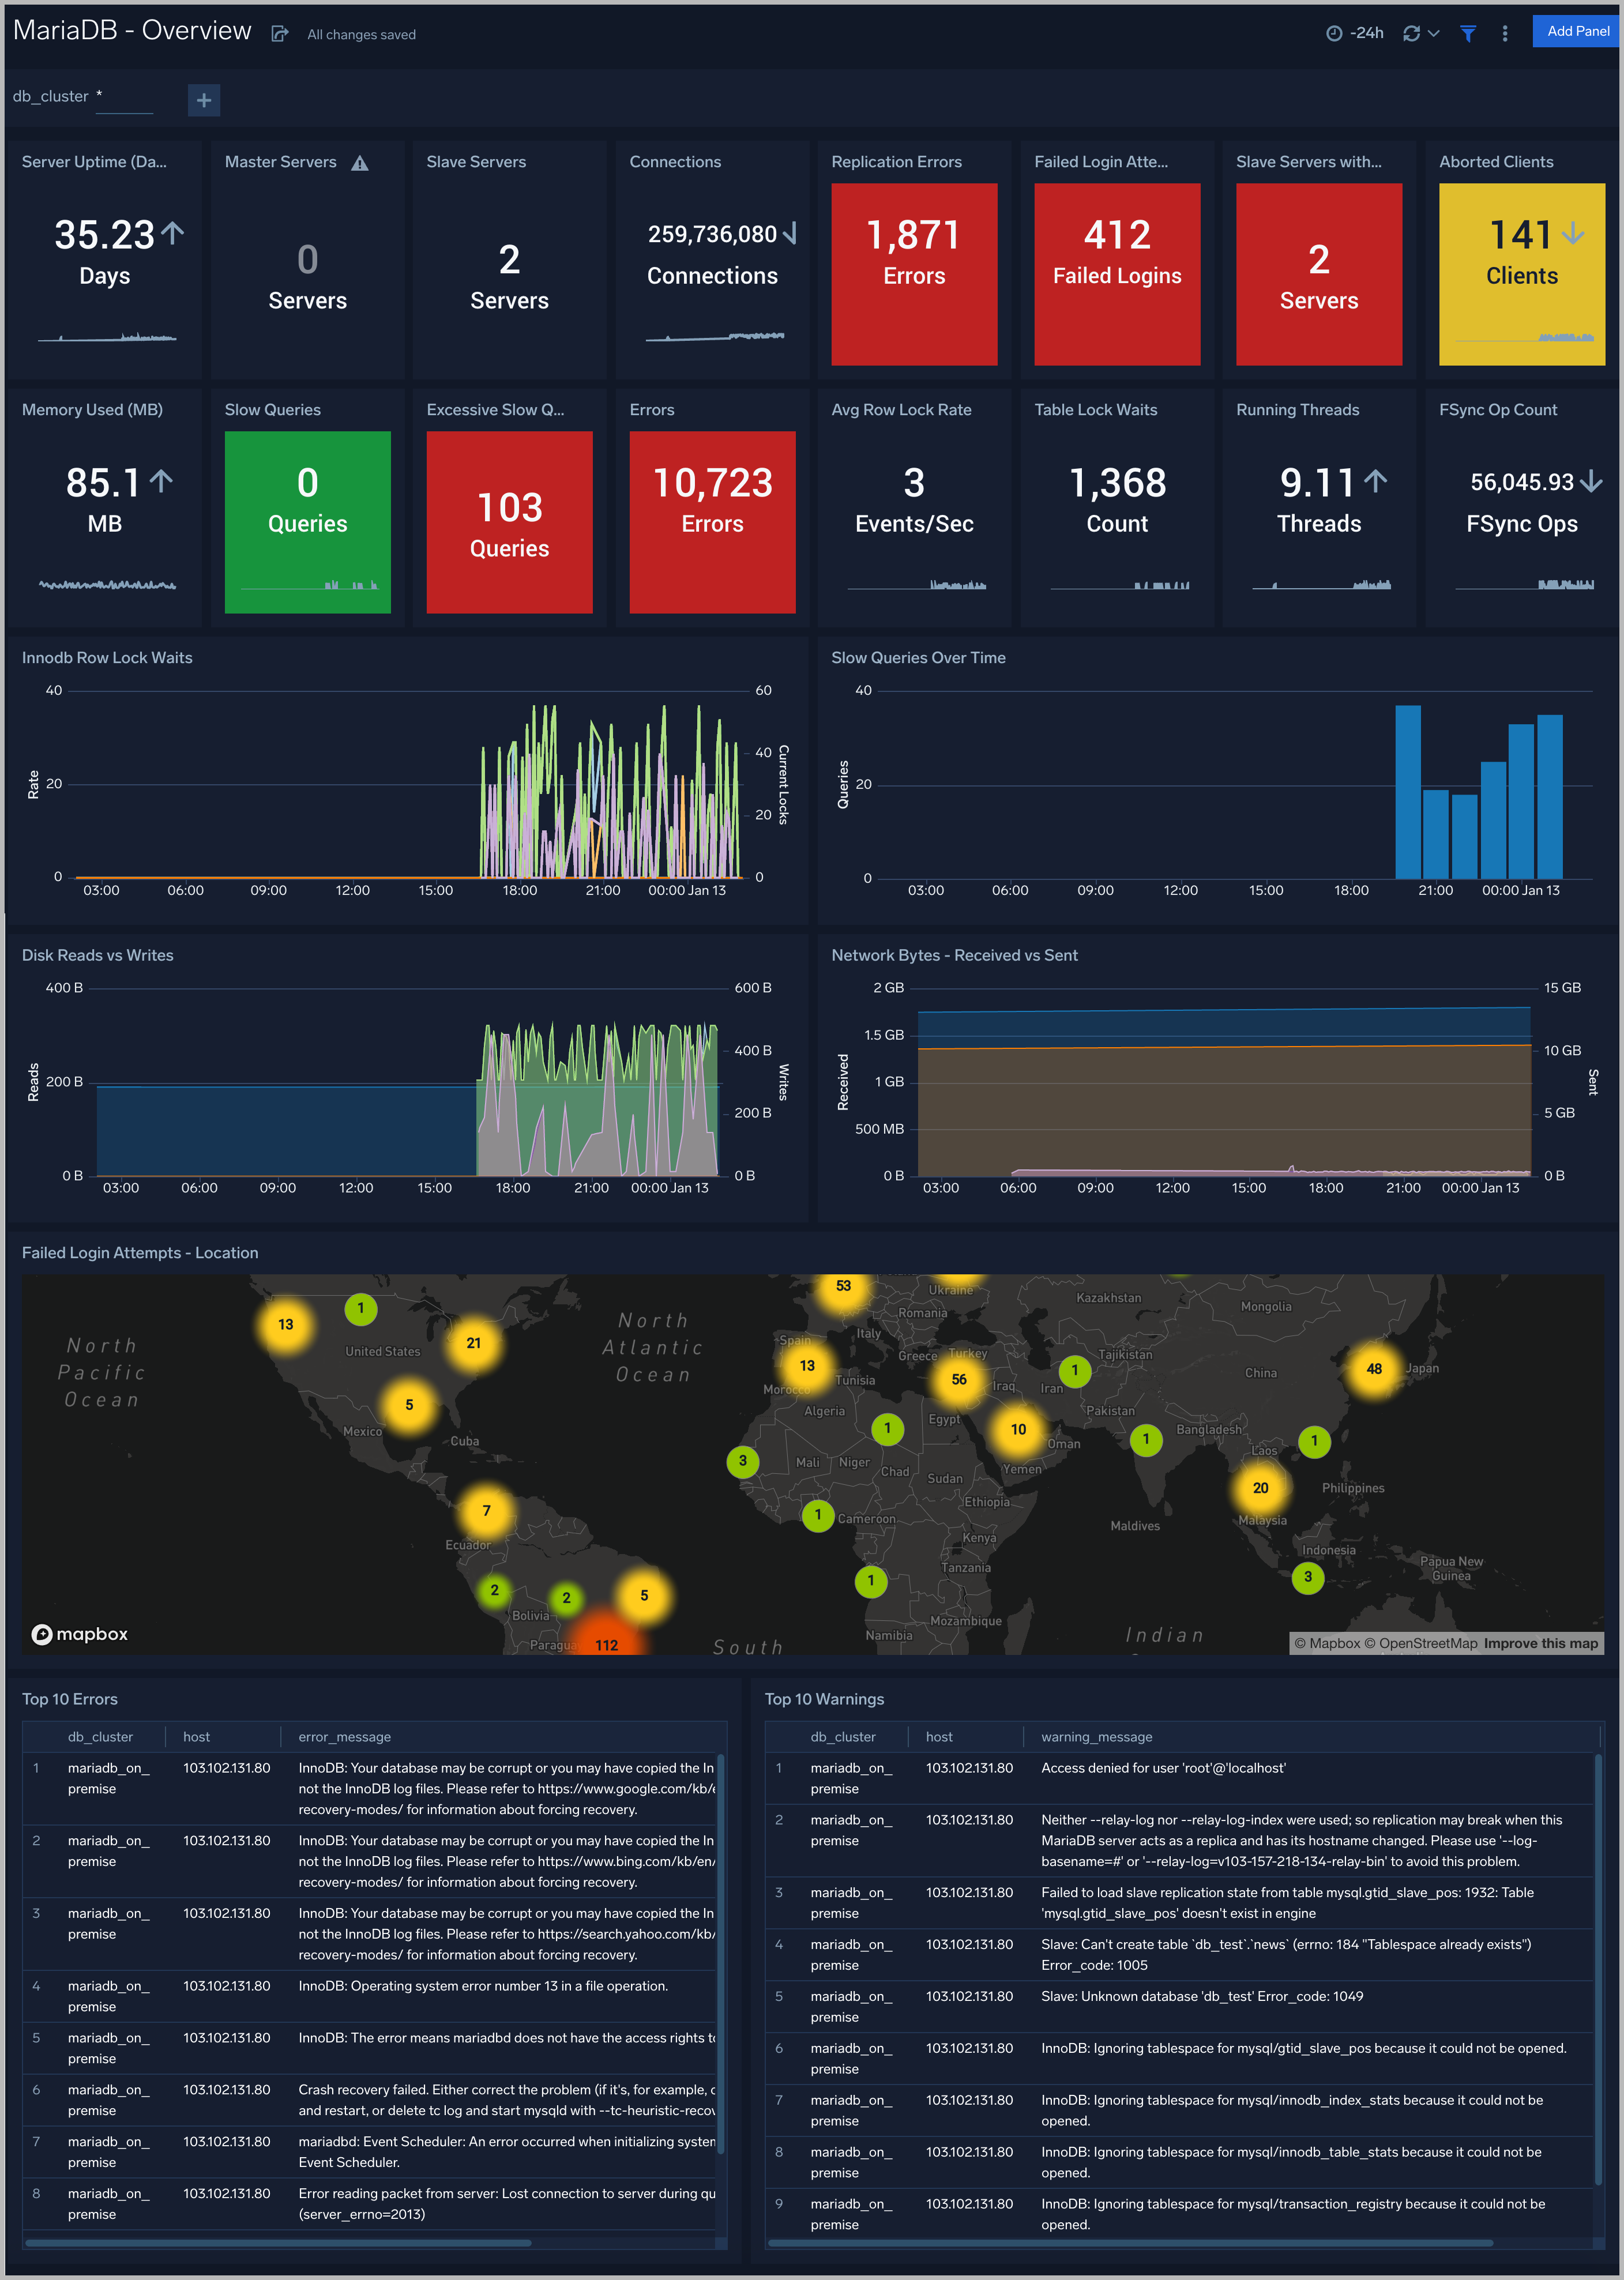 MariaDB - Overview
All changes saved
-24h
Add Panel
db_cluster *
+
Server Uptime (Da...
35.23
Days
Master Servers
0
Servers
Slave Servers
2
Servers
Connections
259,736,080
Connections
Replication Errors
1,871
Errors
Failed Login Atte...
412
Failed Logins
Slave Servers with...
2
Servers
Aborted Clients
141
Clients
Memory Used (MB)
85.1
MB
Slow Queries
0
Queries
Excessive Slow Q...
103
Queries
Errors
10,723
Errors
Avg Row Lock Rate
3
Events/Sec
Table Lock Waits
1,368
Count
Running Threads
9.11
Threads
FSync Op Count
56,045.93
FSync Ops
Innodb Row Lock Waits
40
20
0
Rate
60
40
20
0
Current Locks
03:00
06:00
09:00
12:00
15:00
18:00
21:00
00:00 Jan 13
Slow Queries Over Time
40
20
0
Queries
03:00
06:00
09:00
12:00
15:00
18:00
21:00
00:00 Jan 13
Disk Reads vs Writes
400 B
200 B
0 B
Reads
600 B
400 B
200 B
0 B
Writes
03:00
06:00
09:00
12:00
15:00
18:00
21:00
00:00 Jan 13
Network Bytes - Received vs Sent
2 GB
1.5 GB
1 GB
500 MB
0 B
Received
15 GB
10 GB
5 GB
0 B
Sent
03:00
06:00
09:00
12:00
15:00
18:00
21:00
00:00 Jan 13
Failed Login Attempts - Location
53
Ukraine
Kazakhstan
Mongolia
13
1
North
Pacific
Ocean
United States
21
North
Atlantic
Ocean
Romania
Italy
Spain
13
Greece
Turkey
Tajikistan
China
48
Japan
Morocco
Tunisia
56
Iraq
Iran
1
5
Mexico
Cuba
Algeria
Egypt
Pakistan
1
10
Oman
1
Bangladesh
Laos
1
3
Mali
Niger
Chad
Sudan
Yemen
20
Philippines
7
Ecuador
1
Cameroon
Ethiopia
Kenya
Maldives
Malaysia
Indonesia
Papua New
Guinea
Tanzania
1
3
2
2
5
Bolivia
Paragua
112
Mozambique
Namibia
South
Indian
mapbox
© Mapbox © OpenStreetMap Improve this map
Top 10 Errors
db_cluster
host
error_message
1
mariadb_on_
premise
103.102.131.80
InnoDB: Your database may be corrupt or you may have copied the In
not the InnoDB log files. Please refer to https://www.google.com/kb/e
recovery-modes/ for information about forcing recovery.
2
mariadb_on_
premise
103.102.131.80
InnoDB: Your database may be corrupt or you may have copied the In
not the InnoDB log files. Please refer to https://www.bing.com/kb/en/
recovery-modes/ for information about forcing recovery.
3
mariadb_on_
premise
103.102.131.80
InnoDB: Your database may be corrupt or you may have copied the In
not the InnoDB log files. Please refer to https://search.yahoo.com/kb/
recovery-modes/ for information about forcing recovery.
4
mariadb_on_
premise
103.102.131.80
InnoDB: Operating system error number 13 in a file operation.
5
mariadb_on_
premise
103.102.131.80
InnoDB: The error means mariadbd does not have the access rights to
6
mariadb_on_
premise
103.102.131.80
Crash recovery failed. Either correct the problem (if it's, for example, o
and restart, or delete tc log and start mysqld with --tc-heuristic-recov
7
mariadb_on_
premise
103.102.131.80
mariadbd: Event Scheduler: An error occurred when initializing system
Event Scheduler.
8
mariadb_on_
premise
103.102.131.80
Error reading packet from server: Lost connection to server during qu
(server_errno=2013)
Top 10 Warnings
db_cluster
host
warning_message
1
mariadb_on_
premise
103.102.131.80
Access denied for user 'root'@'localhost'
2
mariadb_on_
premise
103.102.131.80
Neither --relay-log nor --relay-log-index were used; so replication may break when this
MariaDB server acts as a replica and has its hostname changed. Please use '--log-
basename=#' or '--relay-log=v103-157-218-134-relay-bin' to avoid this problem.
3
mariadb_on_
premise
103.102.131.80
Failed to load slave replication state from table mysql.gtid_slave_pos: 1932: Table
'mysql.gtid_slave_pos' doesn't exist in engine
4
mariadb_on_
premise
103.102.131.80
Slave: Can't create table `db_test`.`news` (errno: 184 "Tablespace already exists")
Error_code: 1005
5
mariadb_on_
premise
103.102.131.80
Slave: Unknown database 'db_test' Error_code: 1049
6
mariadb_on_
premise
103.102.131.80
InnoDB: Ignoring tablespace for mysql/gtid_slave_pos because it could not be opened.
7
mariadb_on_
premise
103.102.131.80
InnoDB: Ignoring tablespace for mysql/innodb_index_stats because it could not be
opened.
8
mariadb_on_
premise
103.102.131.80
InnoDB: Ignoring tablespace for mysql/innodb_table_stats because it could not be
opened.
9
mariadb_on_
premise
103.102.131.80
InnoDB: Ignoring tablespace for mysql/transaction_registry because it could not be
opened.